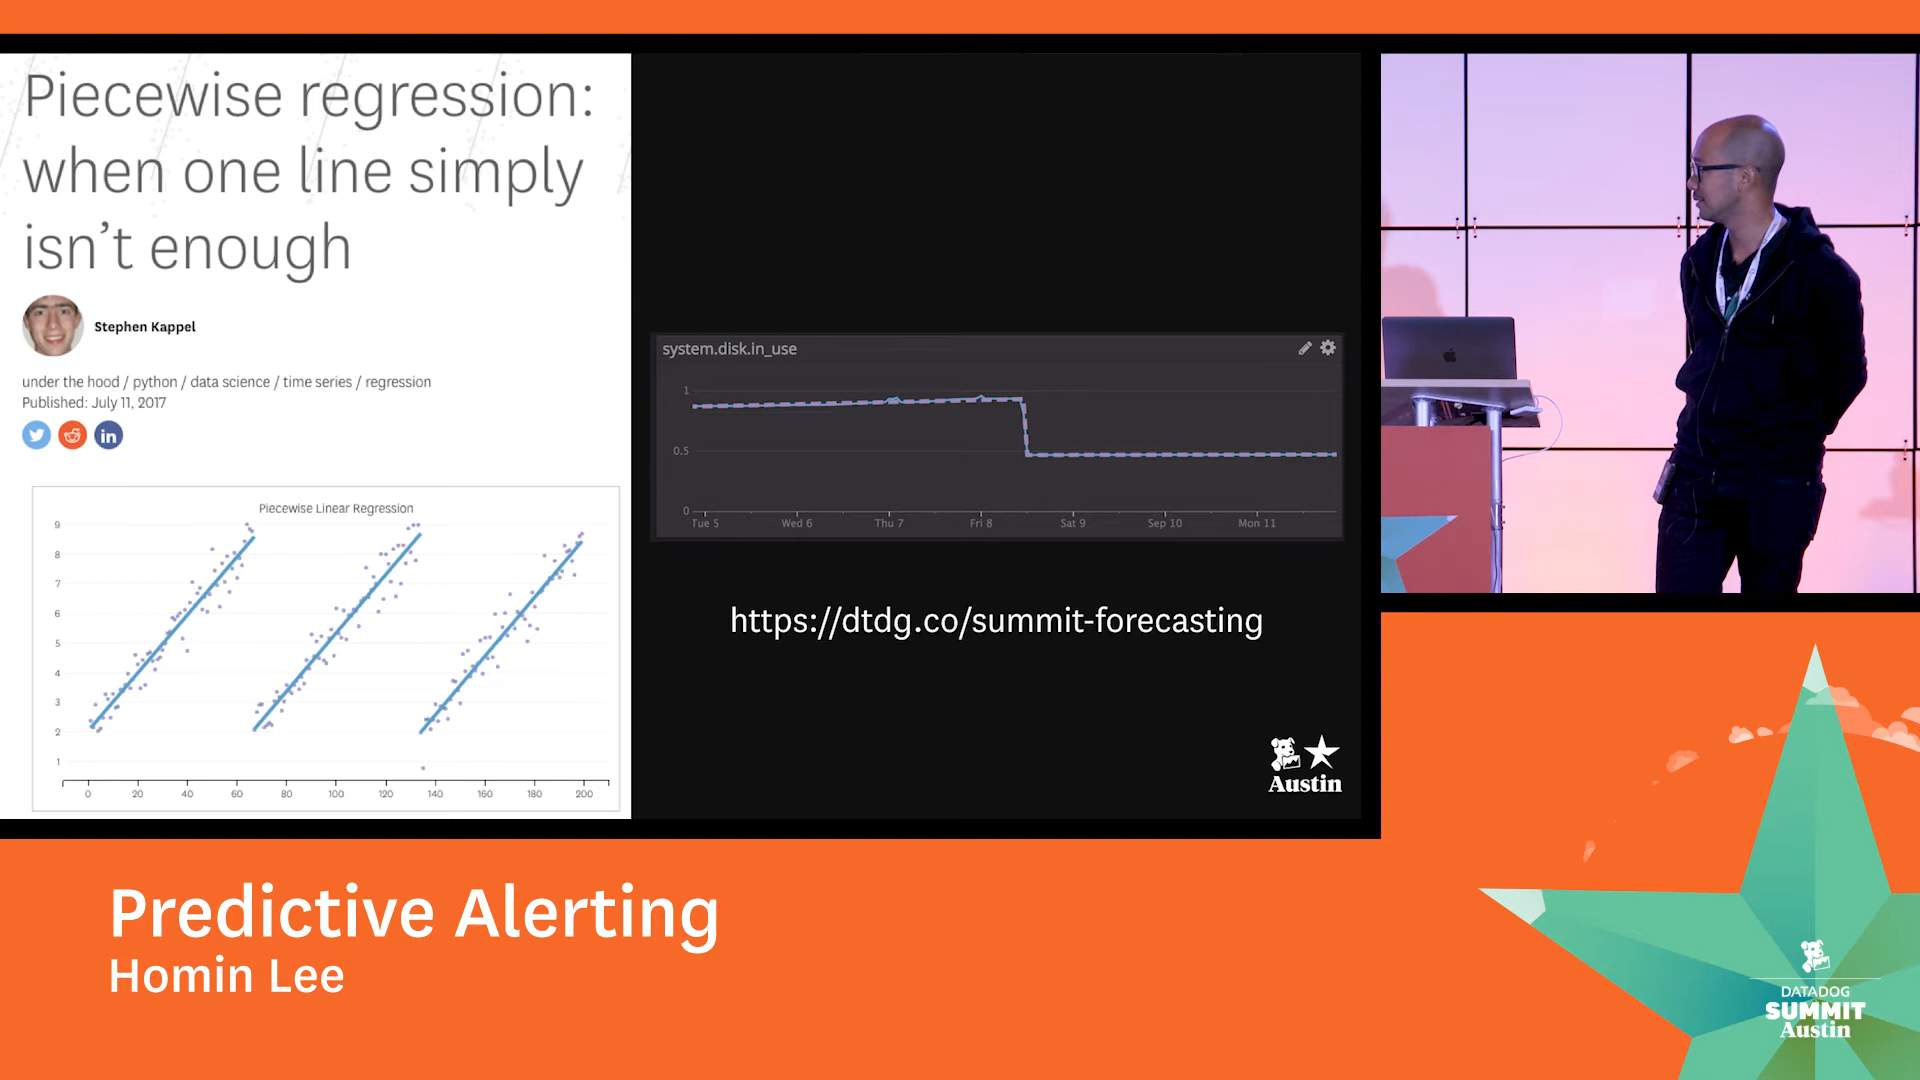 Piecewise regression:
when one line simply
isn't enough
Stephen Kappel
under the hood / python / data science / time series / regression
Published: July 11, 2017
in
Piecewise Linear Regression
9
8
7
6
5
4
3
2
1
0 20 40 60 80 100 120 140 160 180 200
system.disk.in_use
1
0.5
0
Tue 5 Wed 6 Thu 7 Fri 8 Sat 9 Sep 10 Mon 11
https://dtdg.co/summit-forecasting
Austin
Predictive Alerting
Homin Lee
DATADOG
SUMMIT
Austin